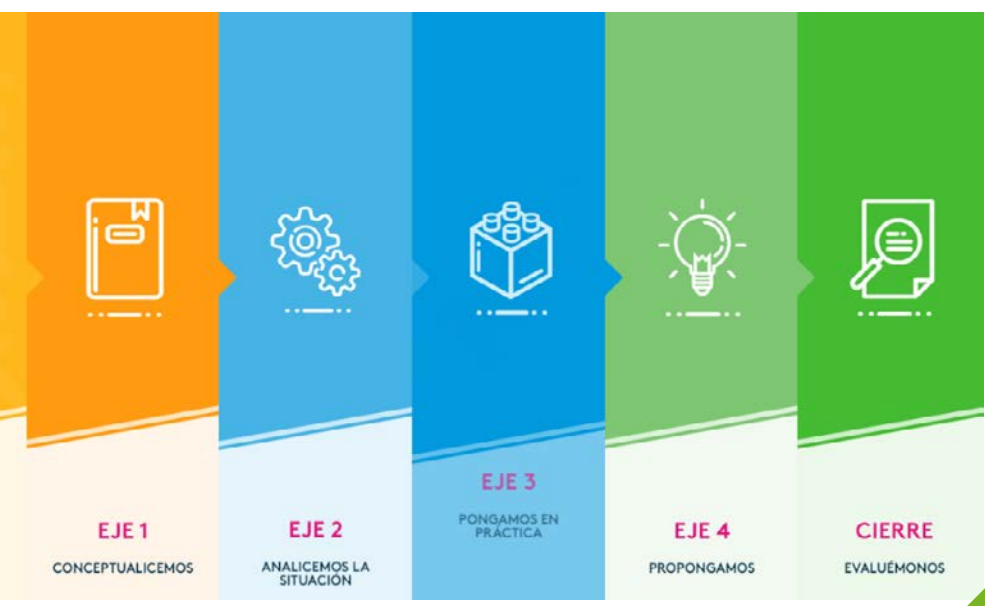 EJE 1
CONCEPTUALICEMOS
EJE 2
ANALICEMOS LA
SITUACIÓN
EJE 3
PONGAMOS EN
PRÁCTICA
EJE 4
PROPONGAMOS
CIERRE
EVALUÉMONOS